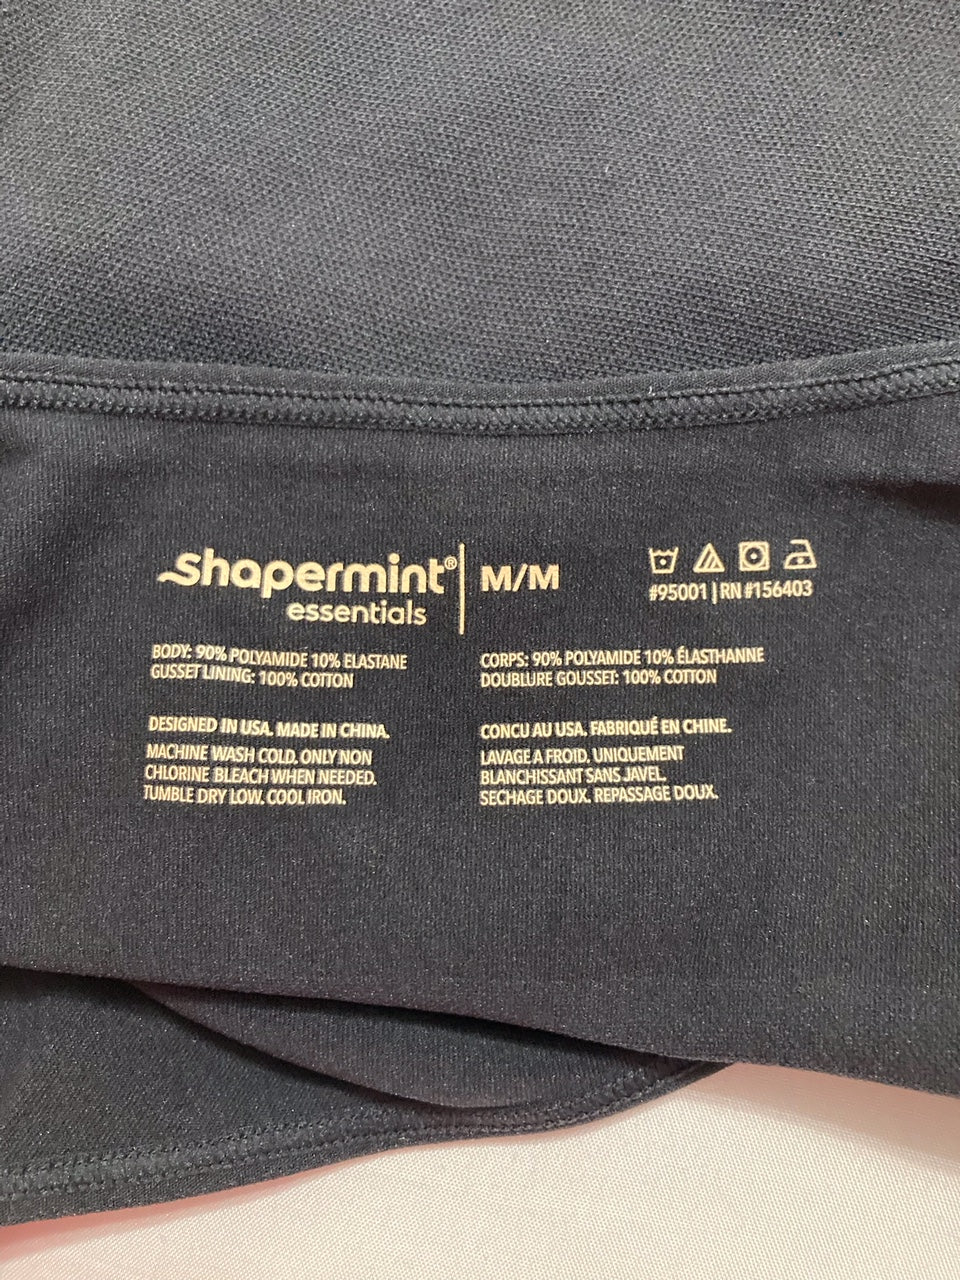 shapermint®
essentials
M/M
#95001 | RN #156403
BODY: 90% POLYAMIDE 10% ELASTANE
GUSSET LINING: 100% COTTON
DESIGNED IN USA. MADE IN CHINA.
MACHINE WASH COLD. ONLY NON
CHLORINE BLEACH WHEN NEEDED.
TUMBLE DRY LOW. COOL IRON.
CORPS: 90% POLYAMIDE 10% ÉLASTHANNE
DOUBLURE GOUSSET: 100% COTTON
CONCU AU USA. FABRIQUÉ EN CHINE.
LAVAGE A FROID. UNIQUEMENT
BLANCHISSANT SANS JAVEL.
SECHAGE DOUX. REPASSAGE DOUX.